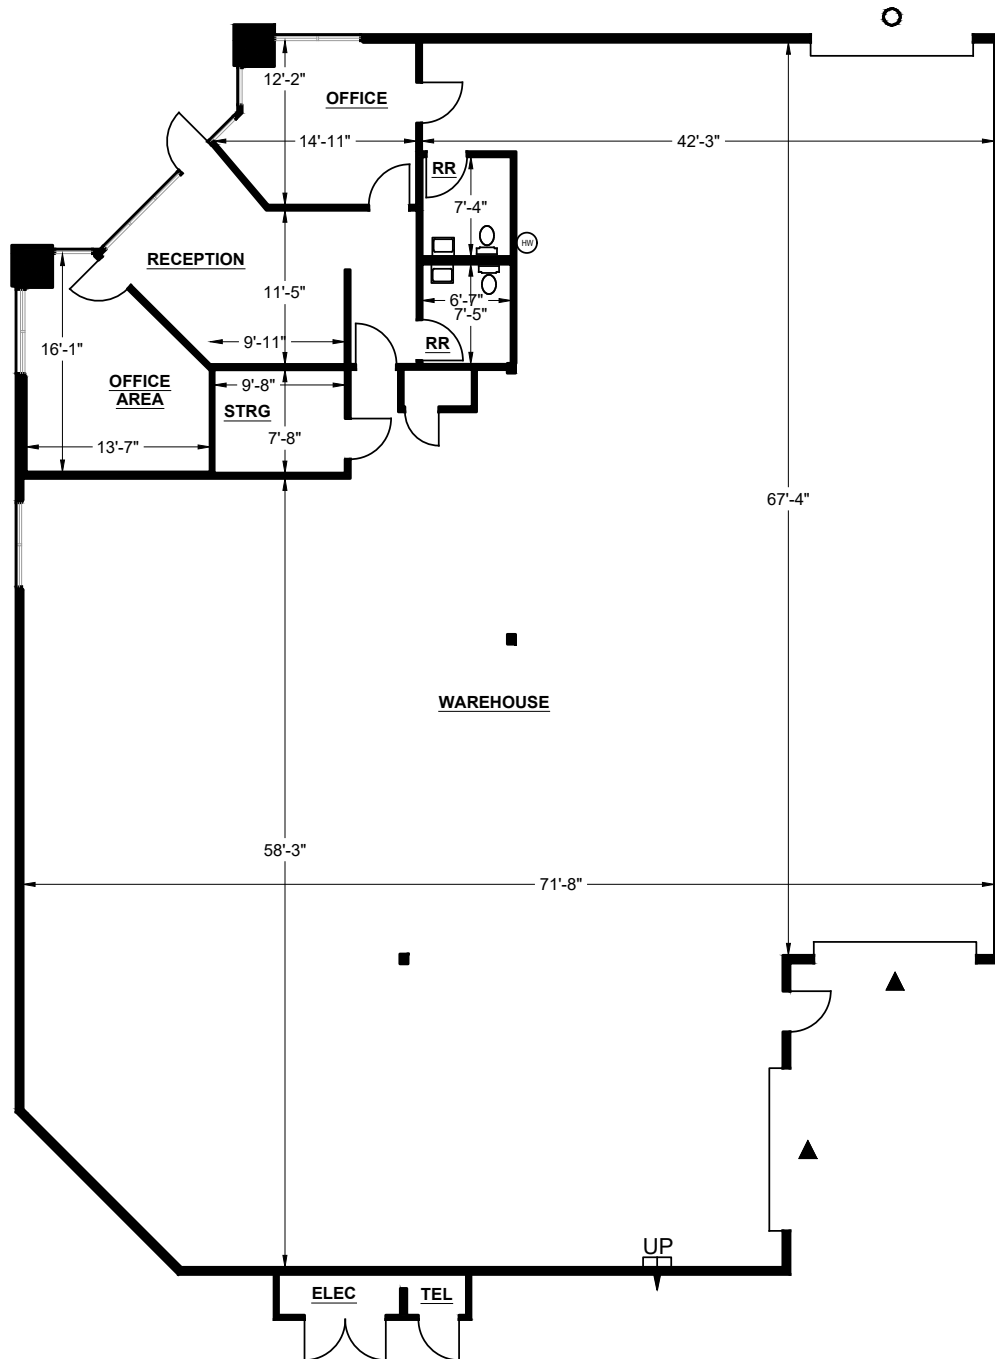 12'-2"
OFFICE
14'-11"
42'-3"
RR
7'-4"
HW
RECEPTION
11'-5"
6'-7"
7'-5"
9'-11"
RR
16'-1"
OFFICE
AREA
9'-8"
STRG
7'-8"
13'-7"
67'-4"
WAREHOUSE
58'-3"
71'-8"
UP
ELEC
TEL